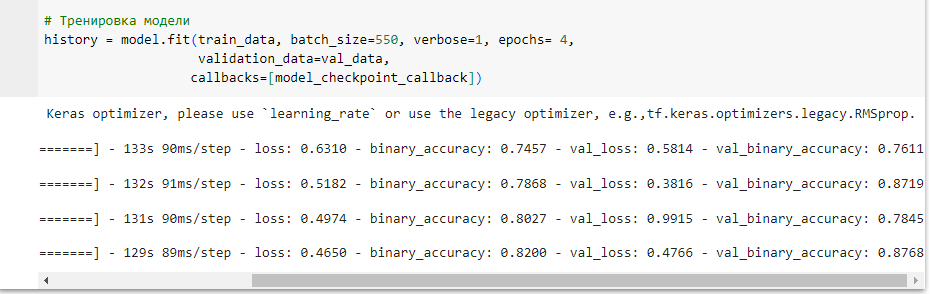 # Тренировка модели
history = model.fit(train_data, batch_size=550, verbose=1, epochs= 4,
validation_data=val_data,
callbacks=[model_checkpoint_callback])
Keras optimizer, please use `learning_rate` or use the legacy optimizer, e.g.,tf.keras.optimizers.legacy.RMSprop.
=======] - 133s 90ms/step - loss: 0.6310 - binary_accuracy: 0.7457 - val_loss: 0.5814 - val_binary_accuracy: 0.7611
=======] - 132s 91ms/step - loss: 0.5182 - binary_accuracy: 0.7868 - val_loss: 0.3816 - val_binary_accuracy: 0.8719
=======] - 131s 90ms/step - loss: 0.4974 - binary_accuracy: 0.8027 - val_loss: 0.9915 - val_binary_accuracy: 0.7845
=======] - 129s 89ms/step - loss: 0.4650 - binary_accuracy: 0.8200 - val_loss: 0.4766 - val_binary_accuracy: 0.8768